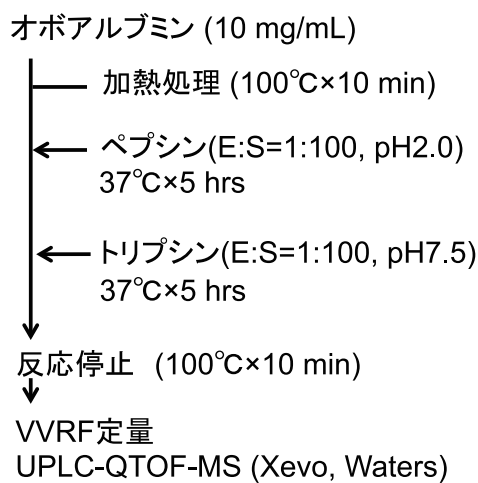 オボアルブミン (10 mg/mL)
加熱処理 (100℃×10 min)
ペプシン(E:S=1:100, pH2.0)
37℃×5 hrs
トリプシン(E:S=1:100, pH7.5)
37℃×5 hrs
反応停止 (100℃×10 min)
VVRF定量
UPLC-QTOF-MS (Xevo, Waters)